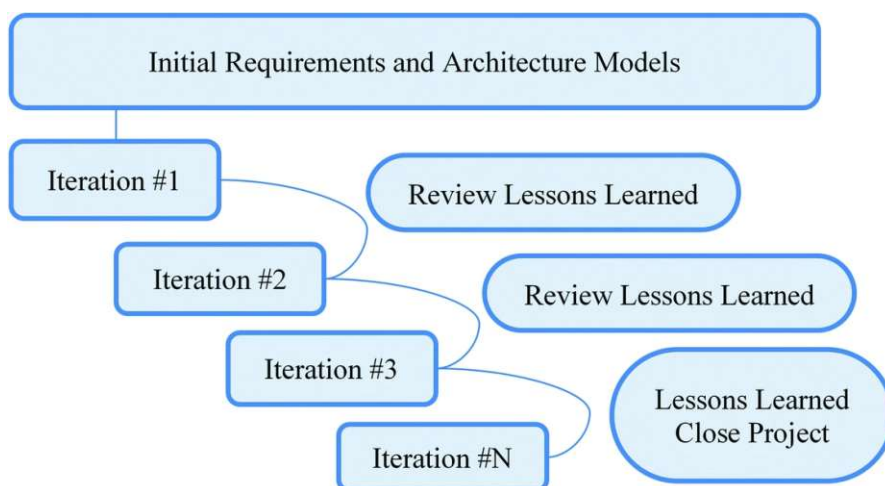 Initial Requirements and Architecture Models
Iteration #1
Review Lessons Learned
Iteration #2
Review Lessons Learned
Iteration #3
Lessons Learned
Close Project
Iteration #N